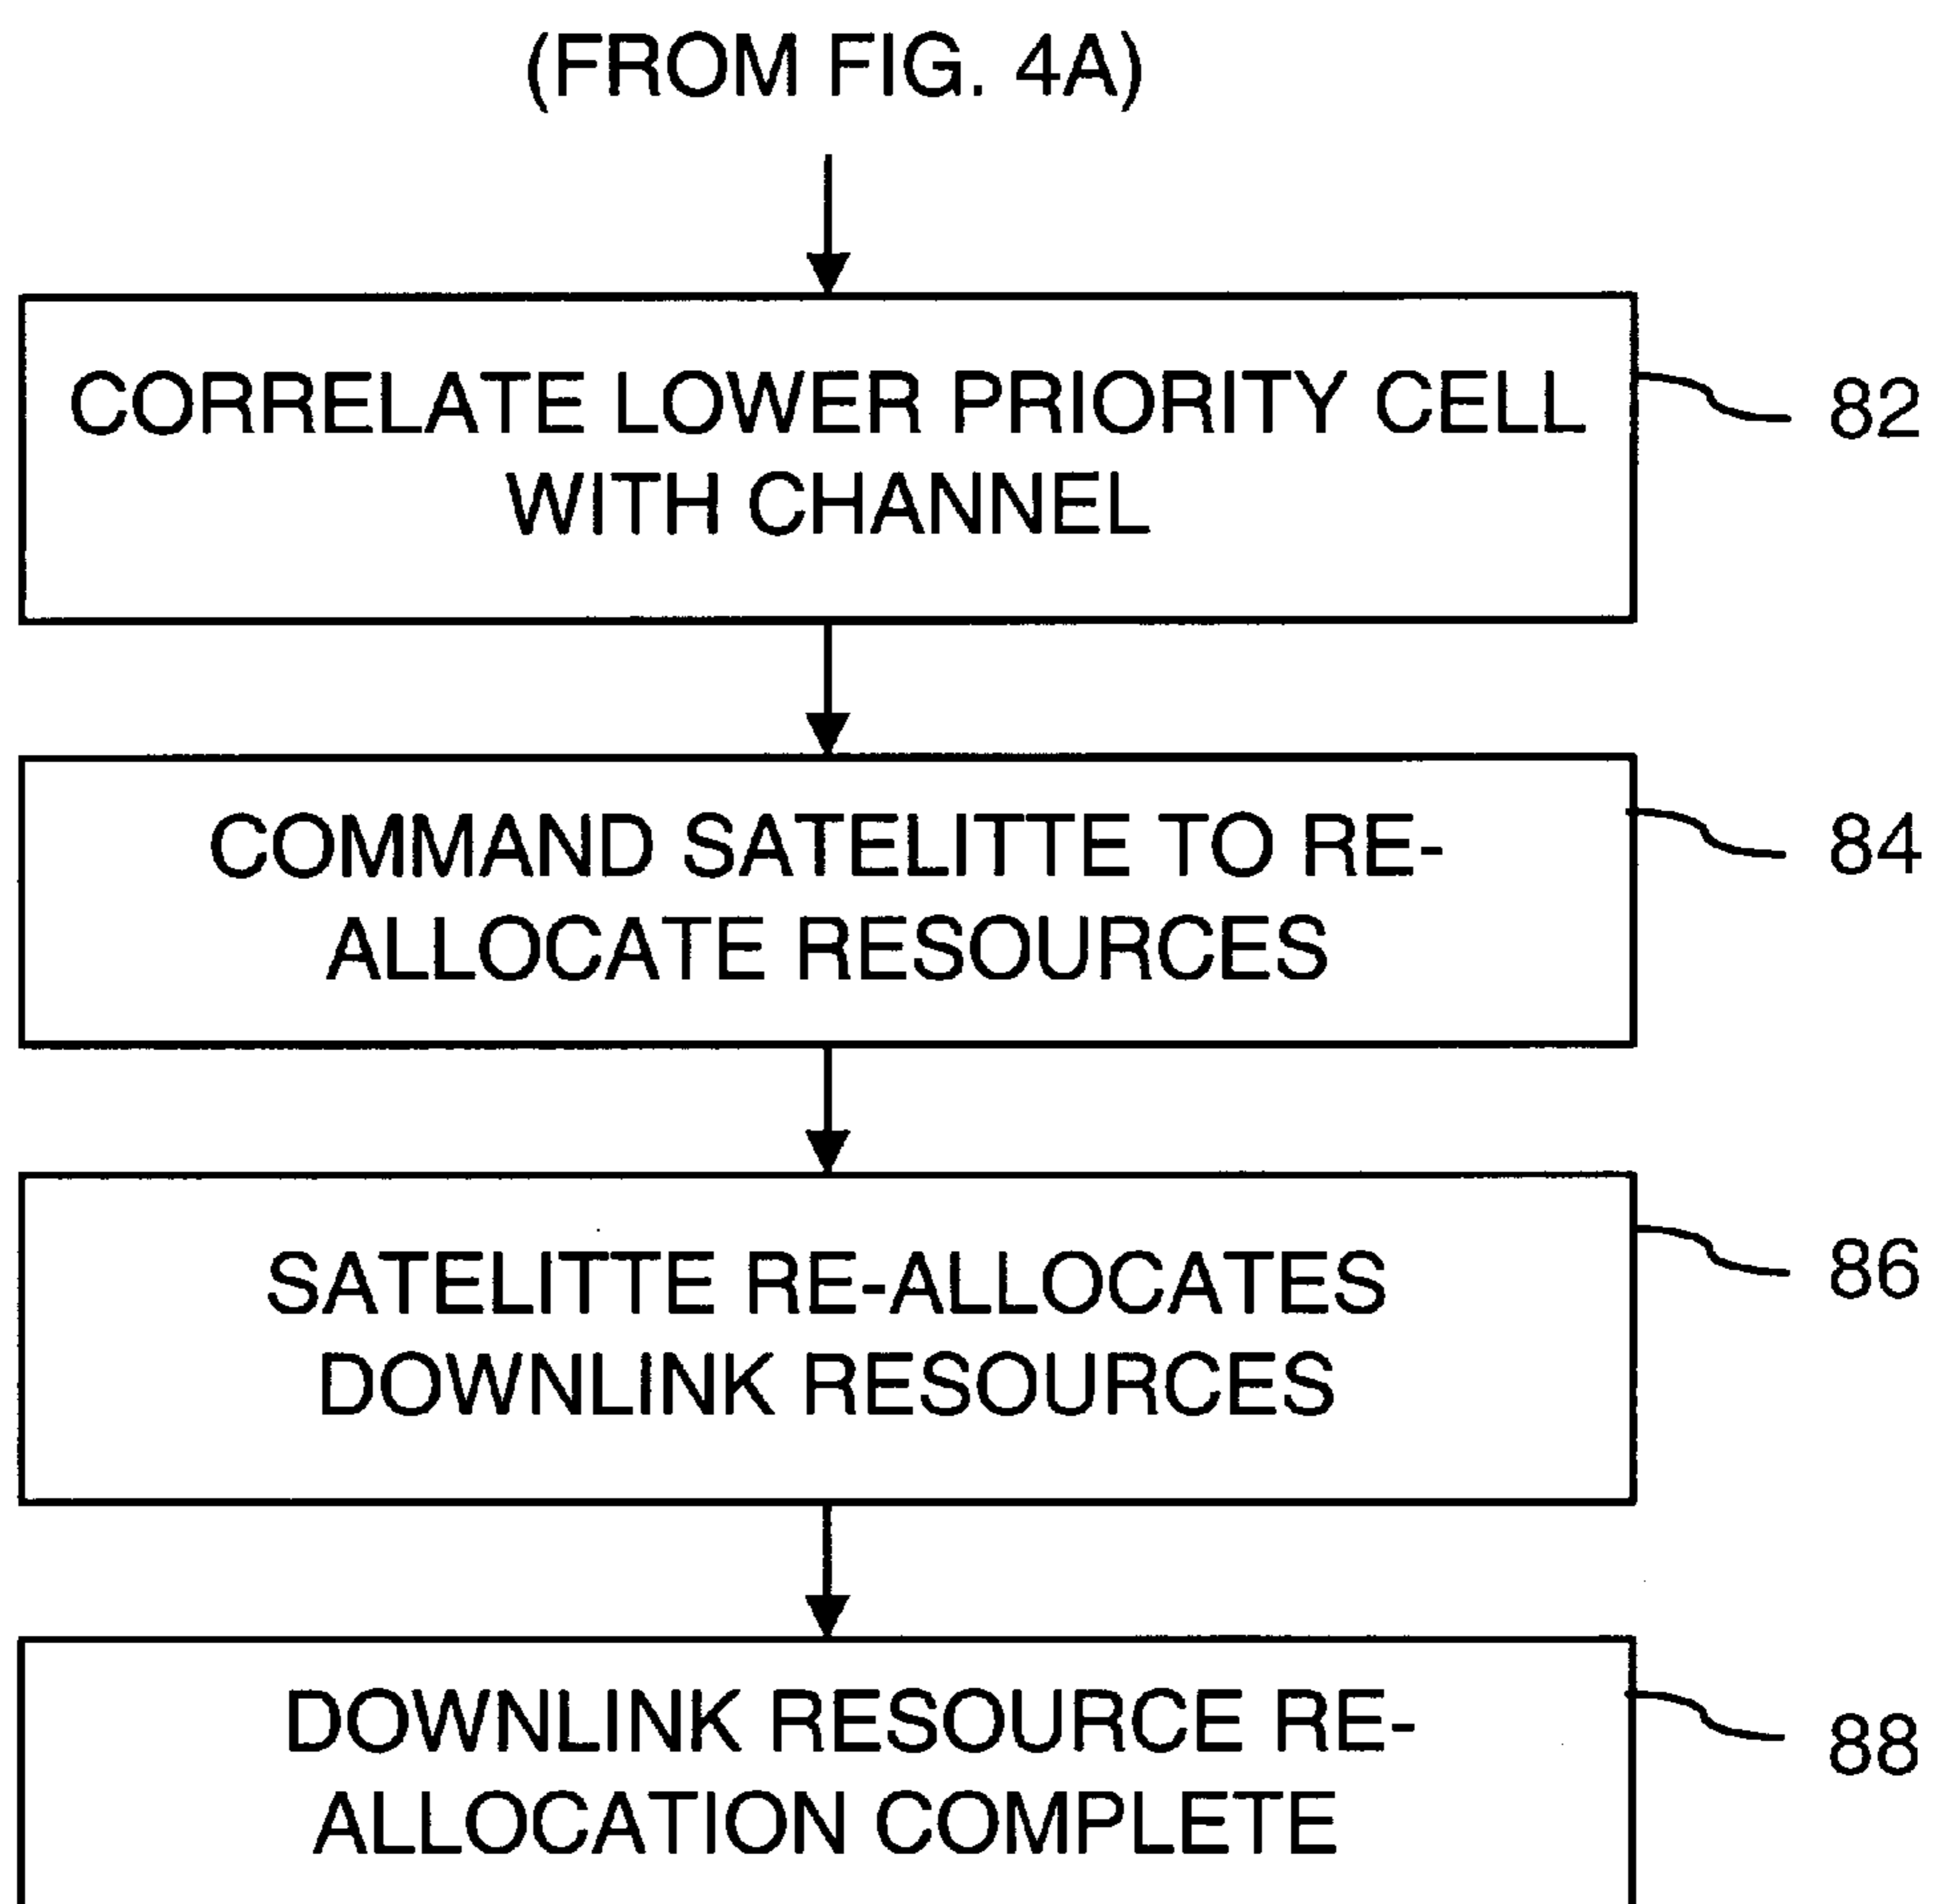 (FROM FIG. 4A)
CORRELATE LOWER PRIORITY CELL
WITH CHANNEL
82
COMMAND SATELITTE TO RE-
ALLOCATE RESOURCES
84
SATELITTE RE-ALLOCATES
DOWNLINK RESOURCES
86
DOWNLINK RESOURCE RE-
ALLOCATION COMPLETE
88